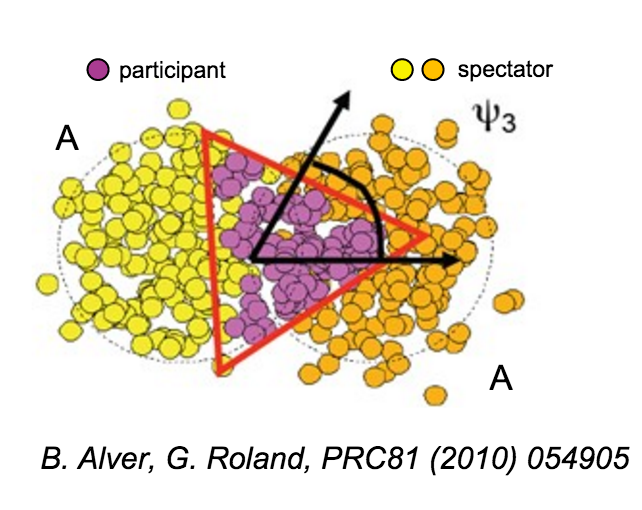 participant
spectator
A
ψ3
A
B. Alver, G. Roland, PRC81 (2010) 054905